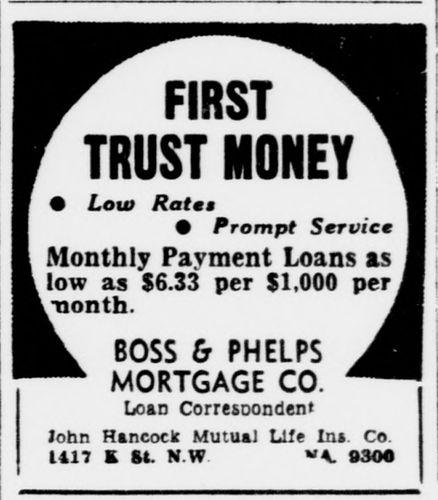 FIRST
TRUST MONEY
• Low Rates
• Prompt Service
Monthly Payment Loans as
low as $6.33 per $1,000 per
month.
BOSS & PHELPS
MORTGAGE CO.
Loan Correspondent
John Hancock Mutual Life Ins. Co.
1417 K St. N.W. NA. 9300